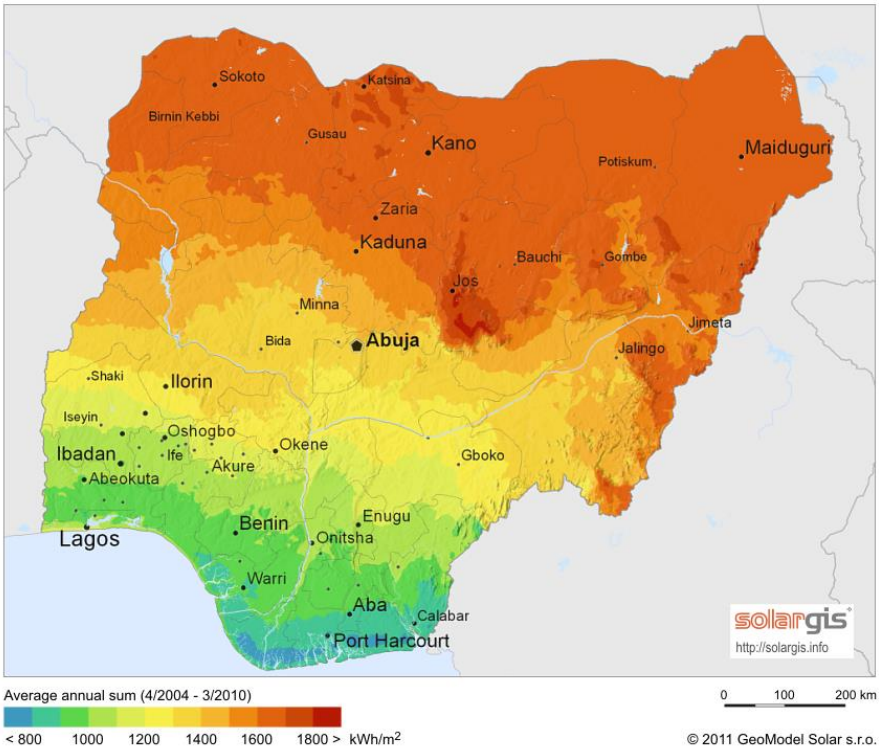 Sokoto
Katsina
Birnin Kebbi
Gusau
Kano
Potiskum
Maiduguri
Zaria
Kaduna
Bauchi
Gombe
Jos
Minna
Jimeta
Bida
Abuja
Jalingo
Shaki
Ilorin
Iseyin
Oshogbo
Okene
Ibadan
Ife
Gboko
Akure
Abeokuta
Enugu
Benin
Lagos
Onitsha
Warri
Aba
Calabar
Port Harcourt
solargis
http://solargis.info
Average annual sum (4/2004 - 3/2010)
0 100 200 km
< 800 1000 1200 1400 1600 1800 > kWh/m²
© 2011 GeoModel Solar s.r.o.